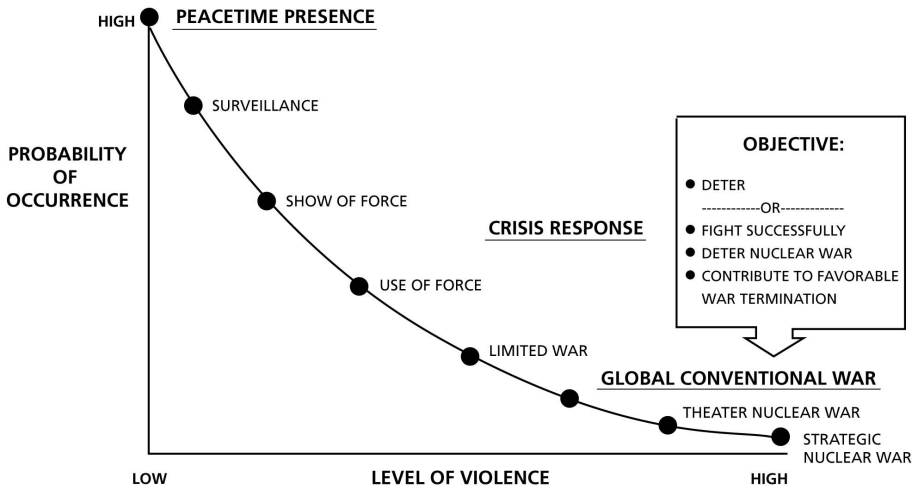 HIGH
PEACETIME PRESENCE
SURVEILLANCE
PROBABILITY
OF
OCCURRENCE
SHOW OF FORCE
CRISIS RESPONSE
USE OF FORCE
LIMITED WAR
OBJECTIVE:
● DETER
------------OR-------------
● FIGHT SUCCESSFULLY
● DETER NUCLEAR WAR
● CONTRIBUTE TO FAVORABLE
WAR TERMINATION
GLOBAL CONVENTIONAL WAR
THEATER NUCLEAR WAR
STRATEGIC
NUCLEAR WAR
LOW
LEVEL OF VIOLENCE
HIGH